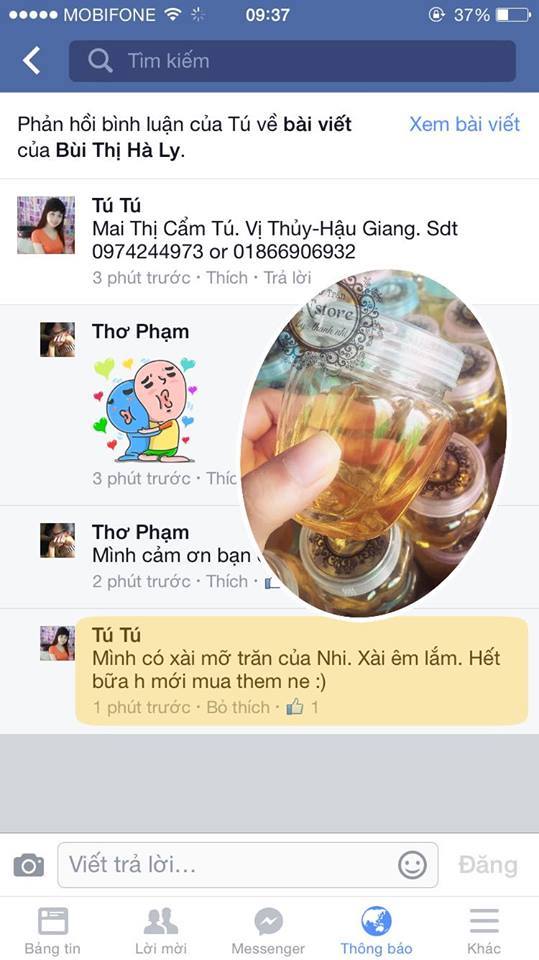 MOBIFONE 09:37 37%
Tìm kiếm
Phản hồi bình luận của Tú về bài viết Xem bài viết
của Bùi Thị Hà Ly.
Tú Tú
Mai Thị Cẩm Tú. Vị Thủy-Hậu Giang. Sdt
0974244973 or 01866906932
3 phút trước · Thích · Trả lời
Thơ Phạm
3 phút trước · Thíc
Thơ Phạm
Mình cảm ơn bạn
2 phút trước · Thích ·
Tú Tú
Mình có xài mỡ trăn của Nhi. Xài êm lắm. Hết
bữa h mới mua them ne :)
1 phút trước · Bỏ thích · 1
Trăn
store
by thanh nhi
Viết trả lời... Đăng
Bảng tin Lời mời Messenger Thông báo Khác